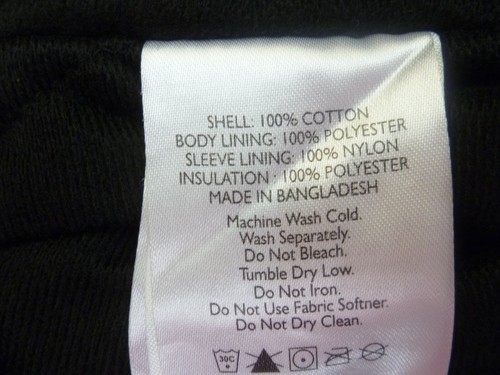 SHELL: 100% COTTON
BODY LINING: 100% POLYESTER
SLEEVE LINING: 100% NYLON
INSULATION : 100% POLYESTER
MADE IN BANGLADESH
Machine Wash Cold.
Wash Separately.
Do Not Bleach.
Tumble Dry Low.
Do Not Iron.
Do Not Use Fabric Softner.
Do Not Dry Clean.
30C